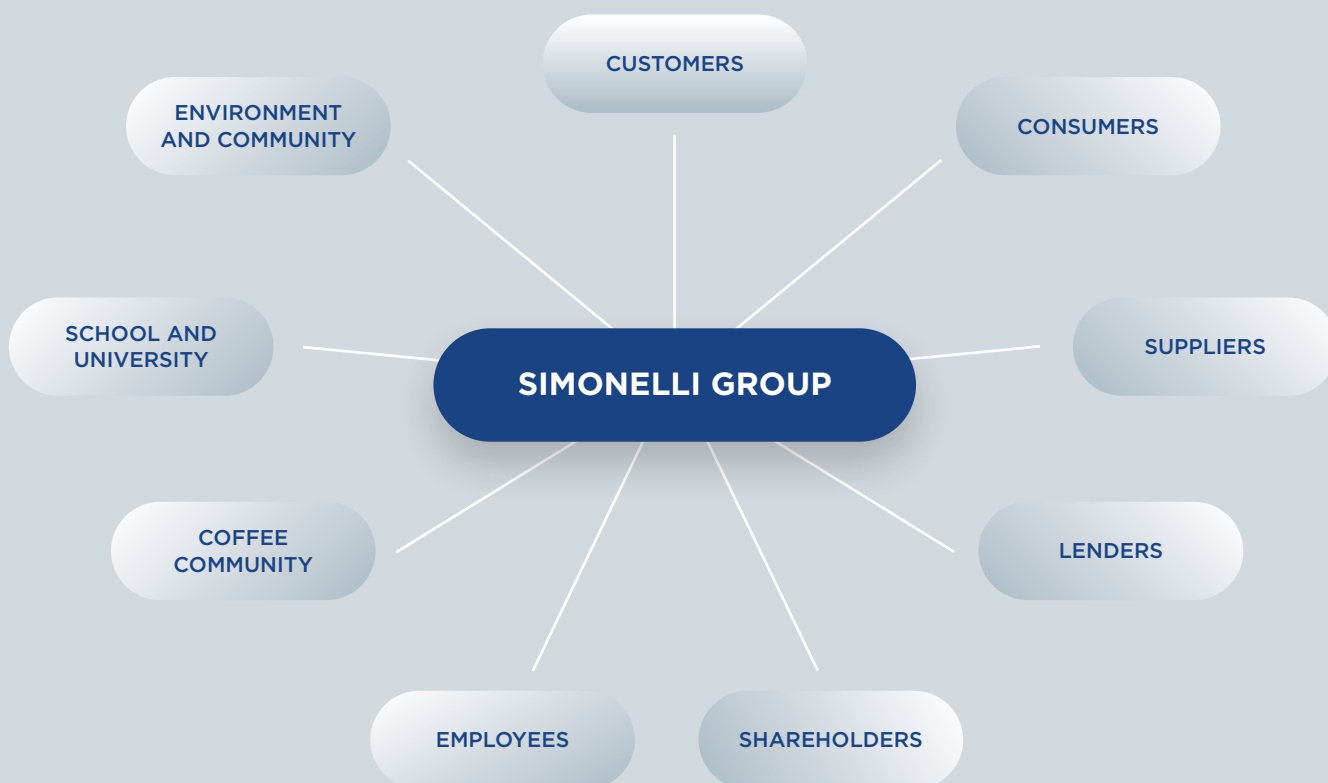 CUSTOMERS
ENVIRONMENT
AND COMMUNITY
CONSUMERS
SCHOOL AND
UNIVERSITY
SUPPLIERS
SIMONELLI GROUP
COFFEE
COMMUNITY
LENDERS
EMPLOYEES
SHAREHOLDERS